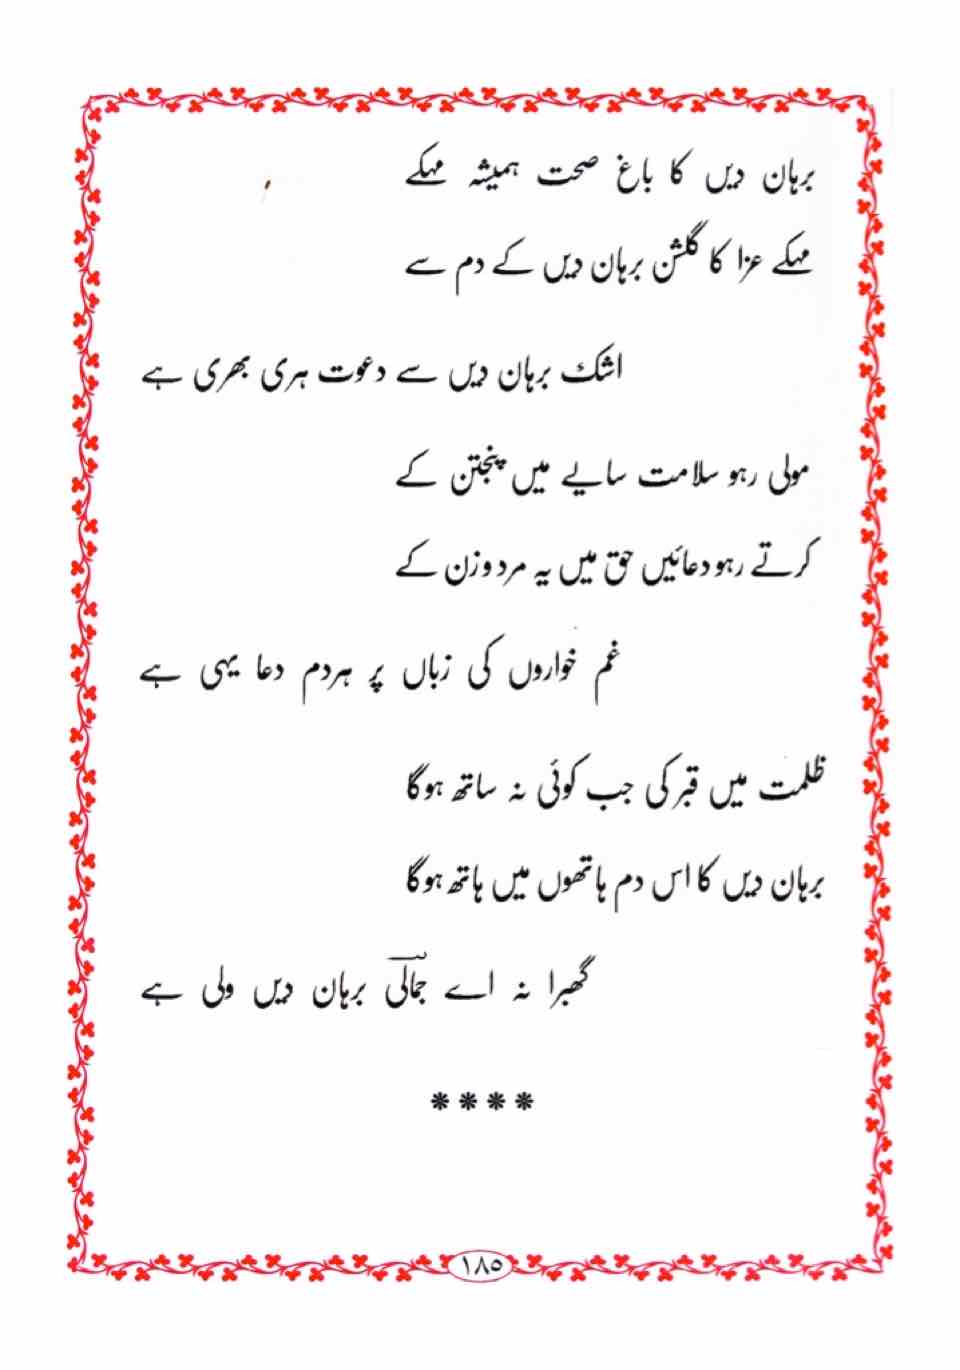 برہان دیں کا باغ صحت ہمیشہ مہکے
مہکے عزا کا گلشن برہان دیں کے دم سے
اشک برہان دیں سے دعوت ہری بھری ہے
مولی رہو سلامت سایے میں پنجتن کے
کرتے رہو دعائیں حق میں یہ مرد و زن کے
غم خواروں کی زباں پر ہردم دعا یہی ہے
ظلمت میں قبر کی جب کوئی نہ ساتھ ہوگا
برہان دیں کا اس دم ہاتھوں میں ہاتھ ہوگا
گھبرا نہ اے جمالی برہان دیں ولی ہے
****
١٨٥